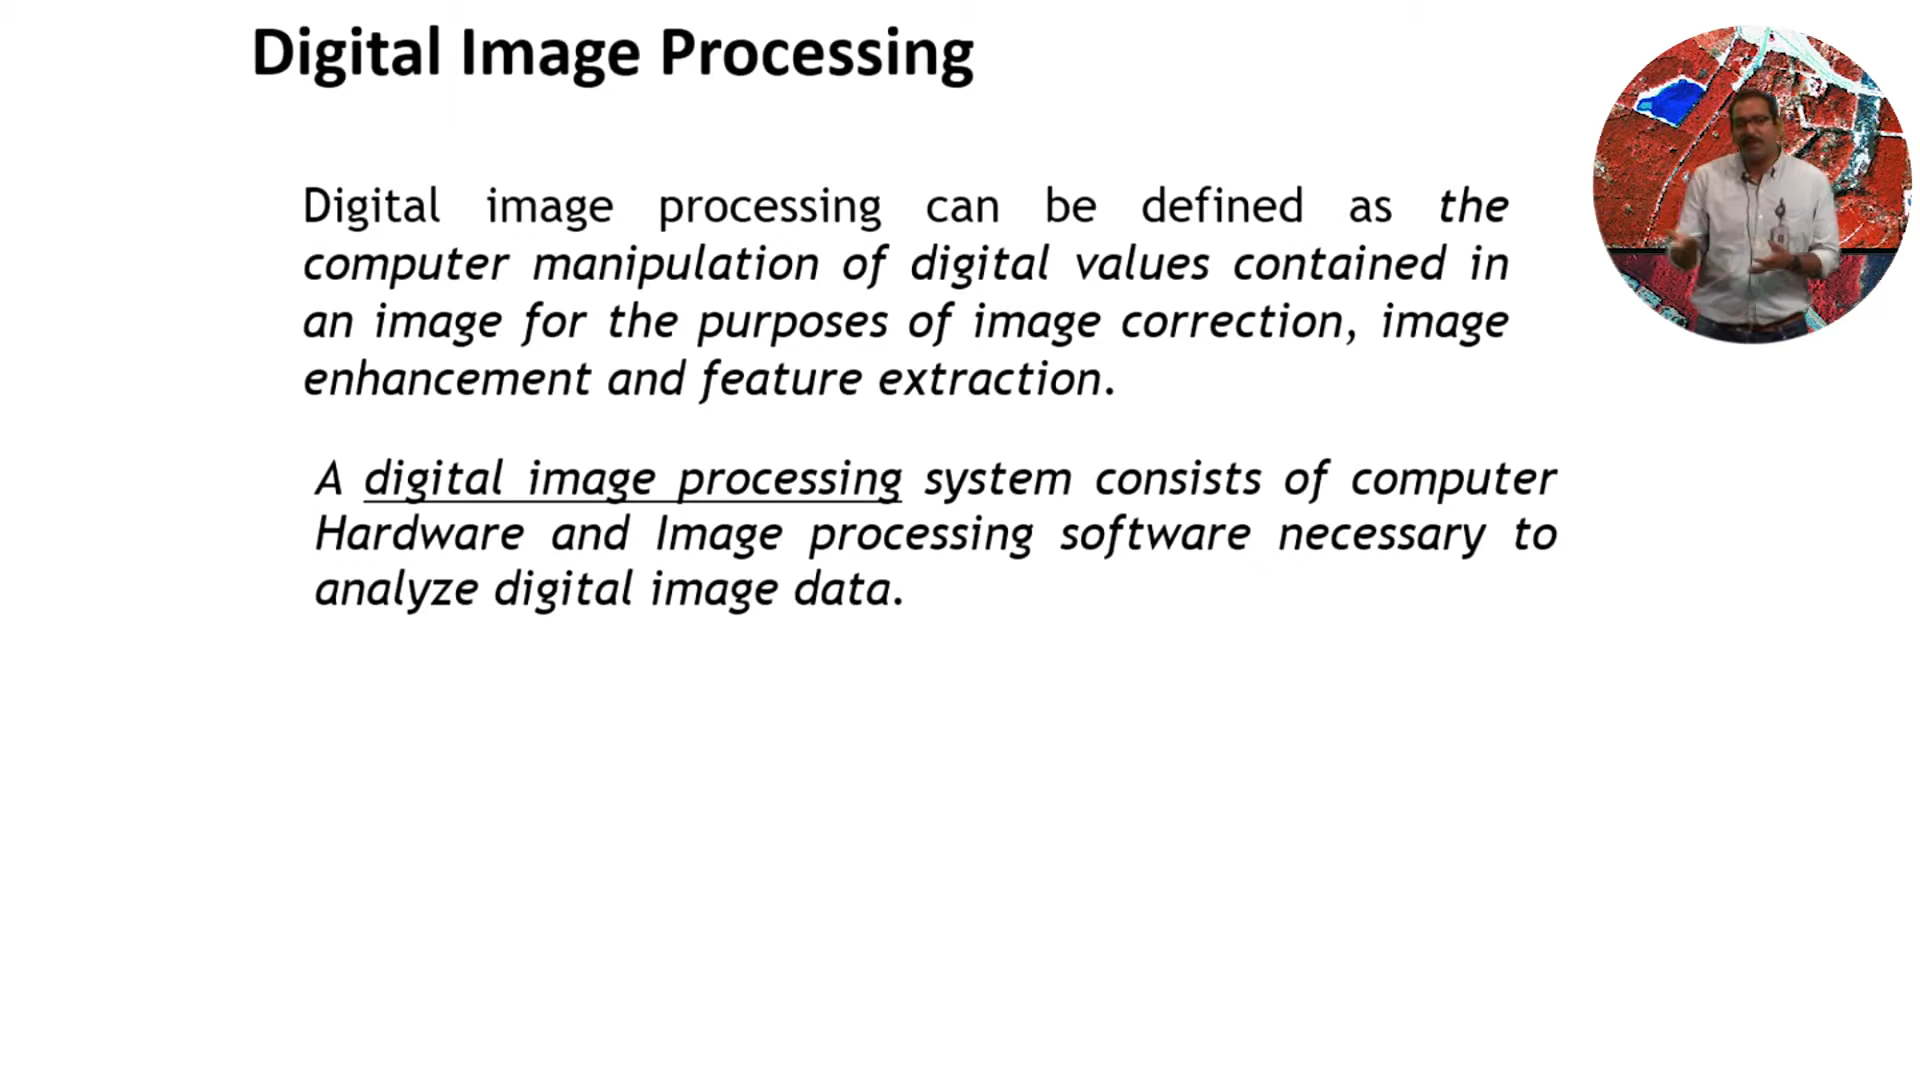 Digital Image Processing
Digital image processing can be defined as the
computer manipulation of digital values contained in
an image for the purposes of image correction, image
enhancement and feature extraction.
A digital image processing system consists of computer
Hardware and Image processing software necessary to
analyze digital image data.